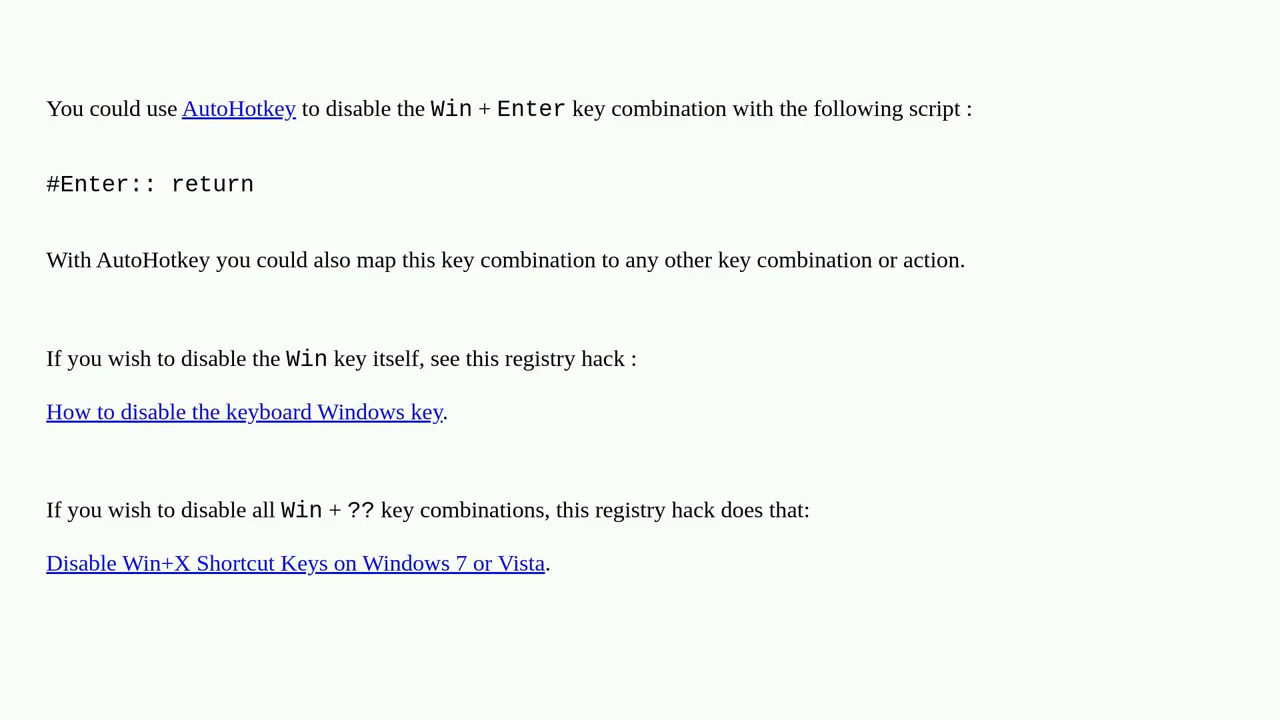 You could use AutoHotkey to disable the Win + Enter key combination with the following script :
#Enter:: return
With AutoHotkey you could also map this key combination to any other key combination or action.
If you wish to disable the Win key itself, see this registry hack :
How to disable the keyboard Windows key.
If you wish to disable all Win + ?? key combinations, this registry hack does that:
Disable Win+X Shortcut Keys on Windows 7 or Vista.